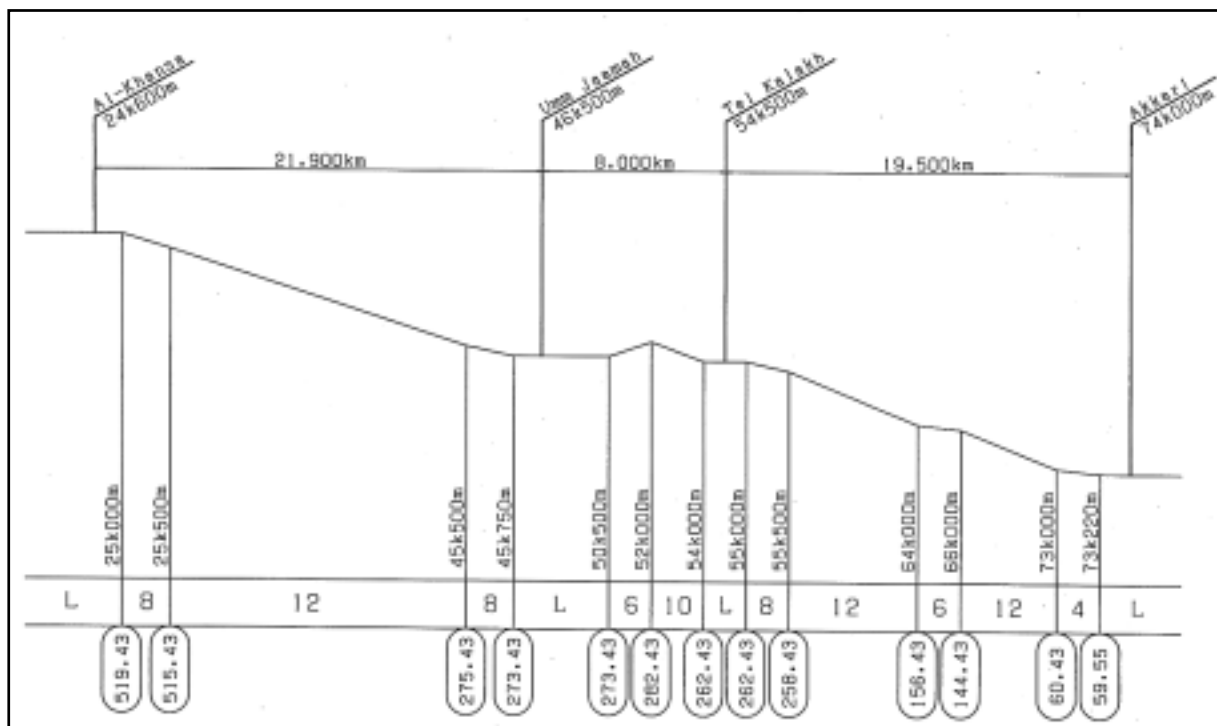 Al-Khansa
24k600m
Umm Jaamah
46k500m
Tel Kalakh
54k500m
Akkari
74k000m
21.900km
8.000km
19.500km
25k000m
25k500m
45k500m
45k750m
50k500m
52k000m
54k000m
55k000m
55k500m
64k000m
66k000m
73k000m
73k220m
L 8 12 8 L 6 10 L 8 12 6 12 4 L
519.43
515.43
275.43
273.43
273.43
282.43
262.43
262.43
258.43
156.43
144.43
60.43
59.55